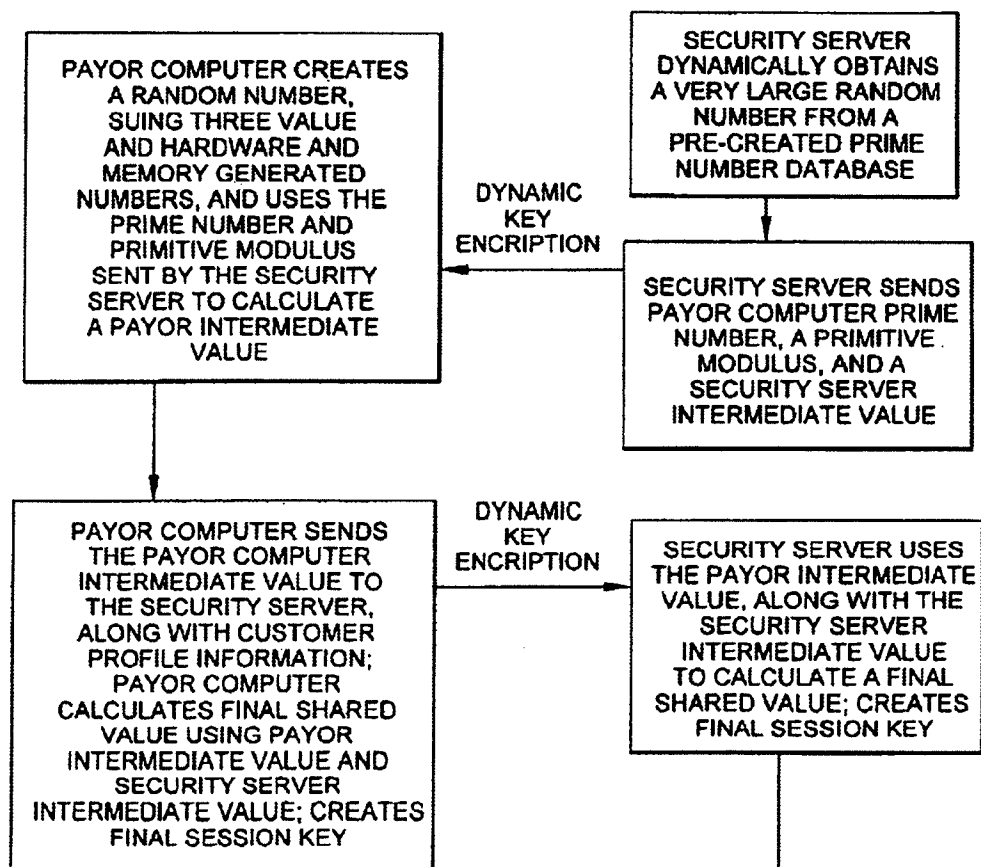 SECURITY SERVER
DYNAMICALLY OBTAINS
A VERY LARGE RANDOM
NUMBER FROM A
PRE-CREATED PRIME
NUMBER DATABASE
DYNAMIC
KEY
ENCRIPTION
SECURITY SERVER SENDS
PAYOR COMPUTER PRIME
NUMBER, A PRIMITIVE
MODULUS, AND A
SECURITY SERVER
INTERMEDIATE VALUE
PAYOR COMPUTER CREATES
A RANDOM NUMBER,
SUING THREE VALUE
AND HARDWARE AND
MEMORY GENERATED
NUMBERS, AND USES THE
PRIME NUMBER AND
PRIMITIVE MODULUS
SENT BY THE SECURITY
SERVER TO CALCULATE
A PAYOR INTERMEDIATE
VALUE
PAYOR COMPUTER SENDS
THE PAYOR COMPUTER
INTERMEDIATE VALUE TO
THE SECURITY SERVER,
ALONG WITH CUSTOMER
PROFILE INFORMATION;
PAYOR COMPUTER
CALCULATES FINAL SHARED
VALUE USING PAYOR
INTERMEDIATE VALUE AND
SECURITY SERVER
INTERMEDIATE VALUE; CREATES
FINAL SESSION KEY
DYNAMIC
KEY
ENCRIPTION
SECURITY SERVER USES
THE PAYOR INTERMEDIATE
VALUE, ALONG WITH THE
SECURITY SERVER
INTERMEDIATE VALUE
TO CALCULATE A FINAL
SHARED VALUE; CREATES
FINAL SESSION KEY